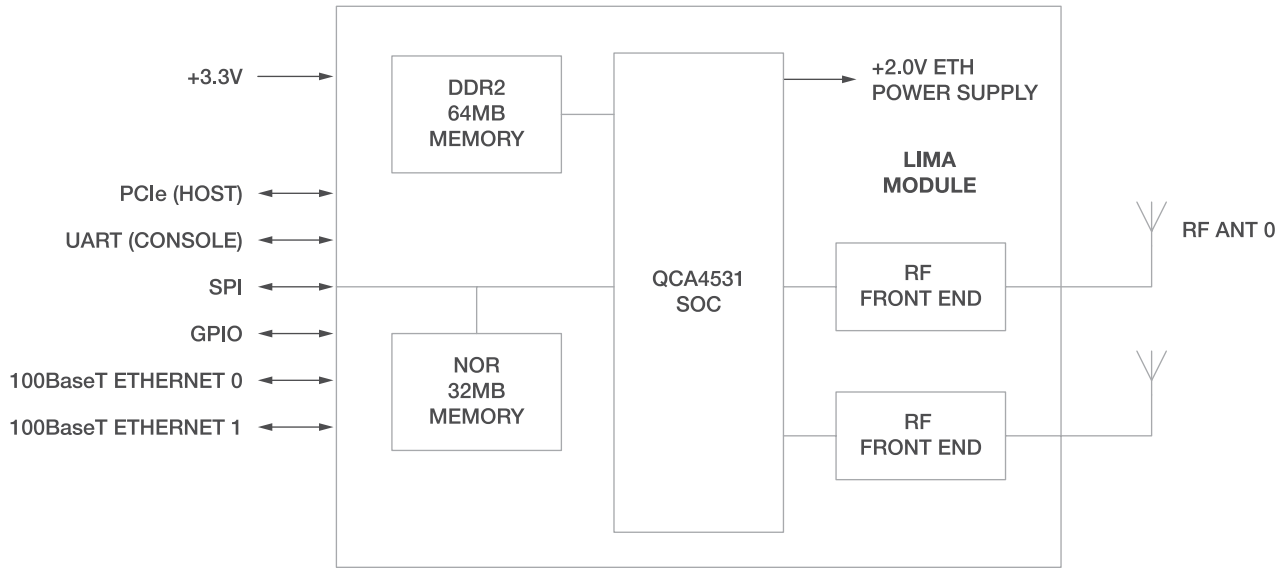 +3.3V
PCIe (HOST)
UART (CONSOLE)
SPI
GPIO
100BaseT ETHERNET 0
100BaseT ETHERNET 1
DDR2
64MB
MEMORY
NOR
32MB
MEMORY
QCA4531
SOC
+2.0V ETH
POWER SUPPLY
LIMA
MODULE
RF
FRONT END
RF
FRONT END
RF ANT 0